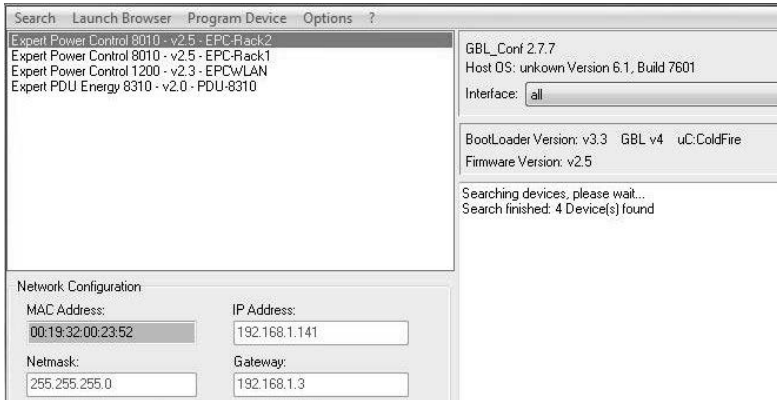 Search Launch Browser Program Device Options ?
Expert Power Control 8010 - v2.5 - EPC-Rack2
Expert Power Control 8010 - v2.5 - EPC-Rack1
Expert Power Control 1200 - v2.3 - EPCWLAN
Expert PDU Energy 8310 - v2.0 - PDU-8310
GBL_Conf 2.7.7
Host OS: unkown Version 6.1, Build 7601
Interface: all
BootLoader Version: v3.3 GBL v4 uC:ColdFire
Firmware Version: v2.5
Searching devices, please wait...
Search finished: 4 Device(s) found
Network Configuration
MAC Address: IP Address:
00:19:32:00:23:52 192.168.1.141
Netmask: Gateway:
255.255.255.0 192.168.1.3